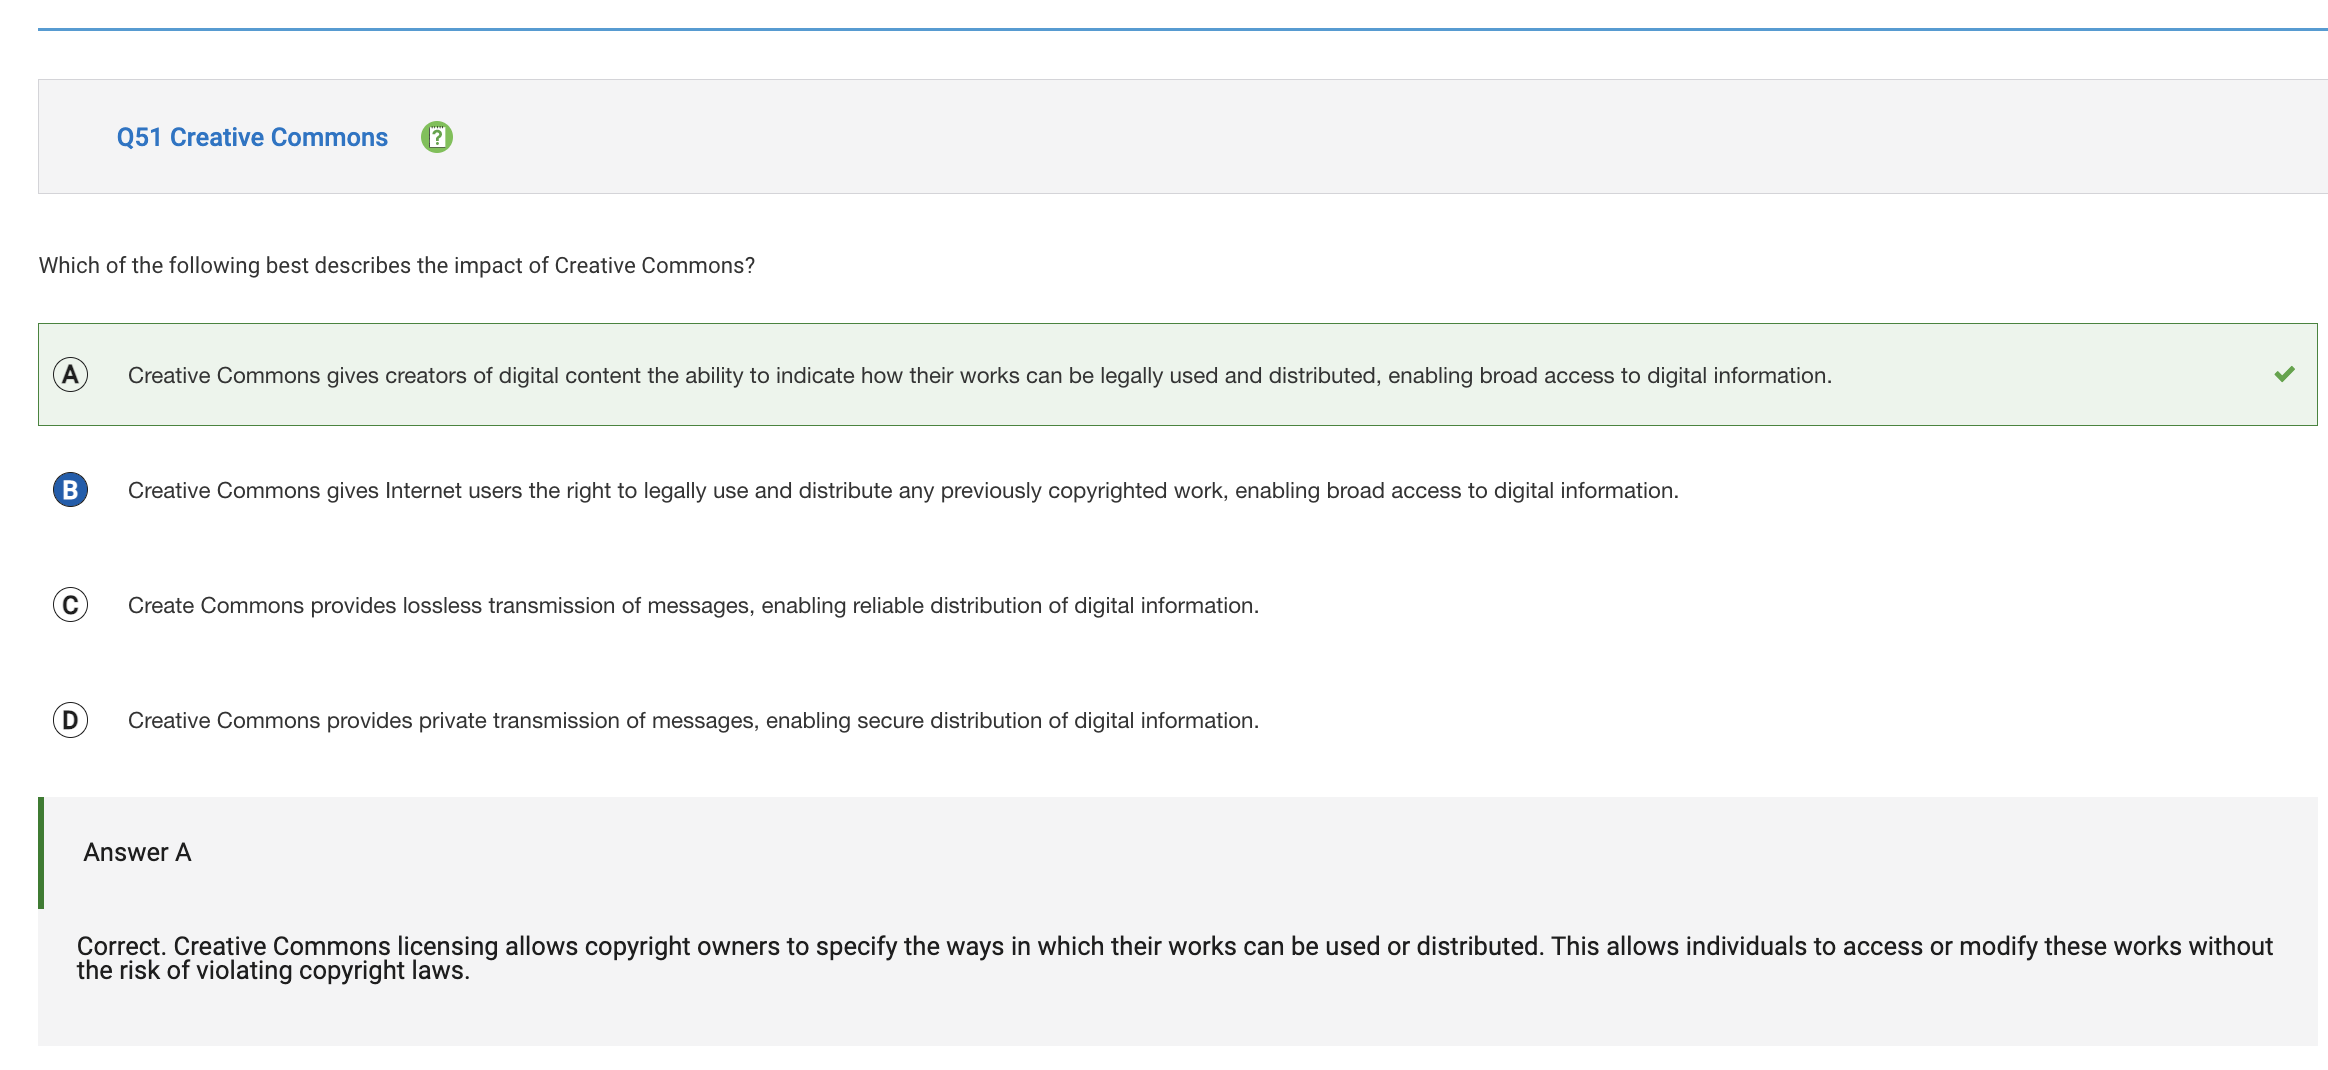 Q51 Creative Commons
Which of the following best describes the impact of Creative Commons?
A Creative Commons gives creators of digital content the ability to indicate how their works can be legally used and distributed, enabling broad access to digital information.
B Creative Commons gives Internet users the right to legally use and distribute any previously copyrighted work, enabling broad access to digital information.
C Create Commons provides lossless transmission of messages, enabling reliable distribution of digital information.
D Creative Commons provides private transmission of messages, enabling secure distribution of digital information.
Answer A
Correct. Creative Commons licensing allows copyright owners to specify the ways in which their works can be used or distributed. This allows individuals to access or modify these works without
the risk of violating copyright laws.